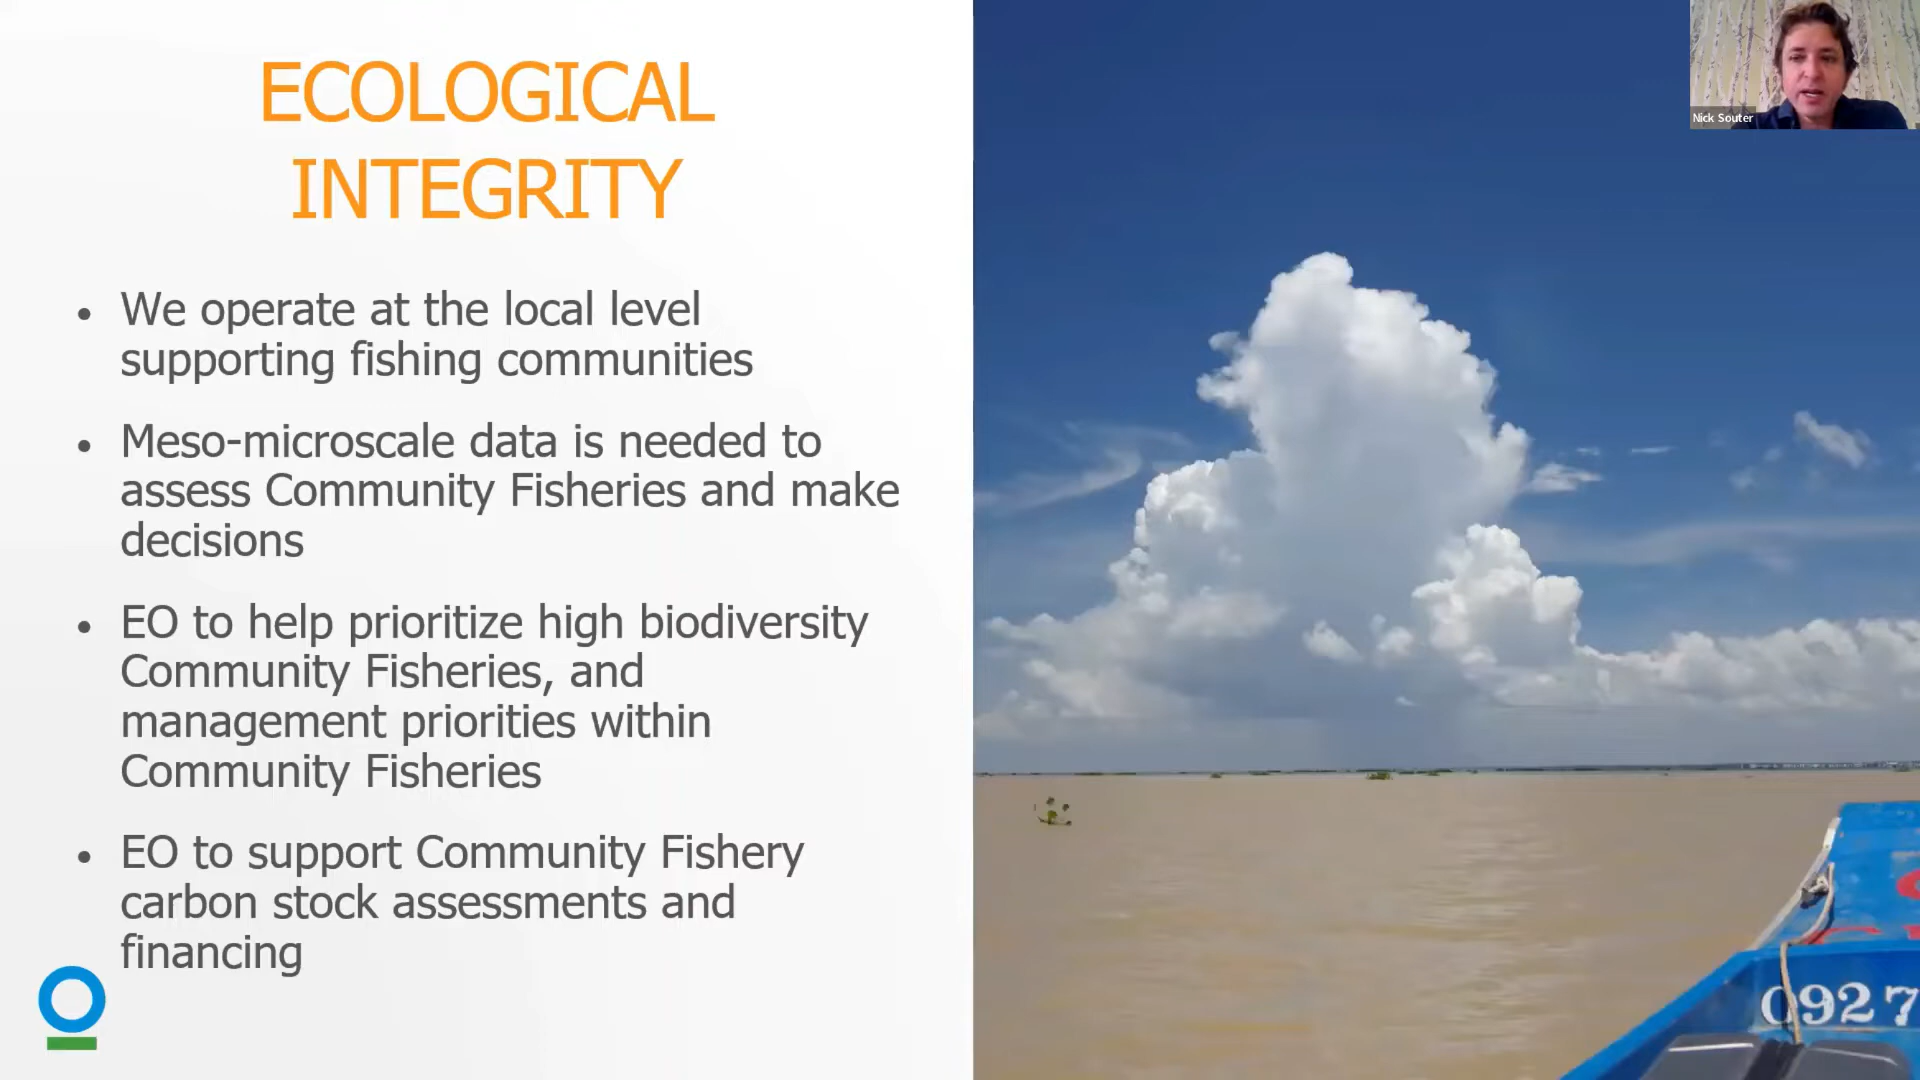 ECOLOGICAL
INTEGRITY
• We operate at the local level
supporting fishing communities
• Meso-microscale data is needed to
assess Community Fisheries and make
decisions
• EO to help prioritize high biodiversity
Community Fisheries, and
management priorities within
Community Fisheries
• EO to support Community Fishery
carbon stock assessments and
financing
Nick Souter
0927